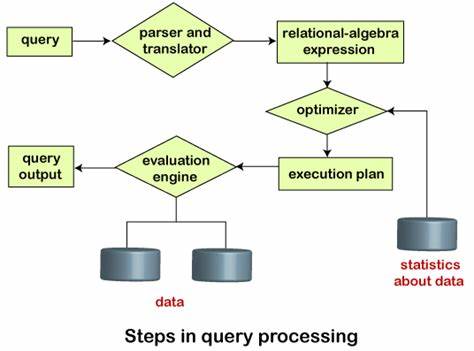 query
parser and
translator
relational-algebra
expression
optimizer
query
output
evaluation
engine
execution plan
statistics
about data
data
Steps in query processing